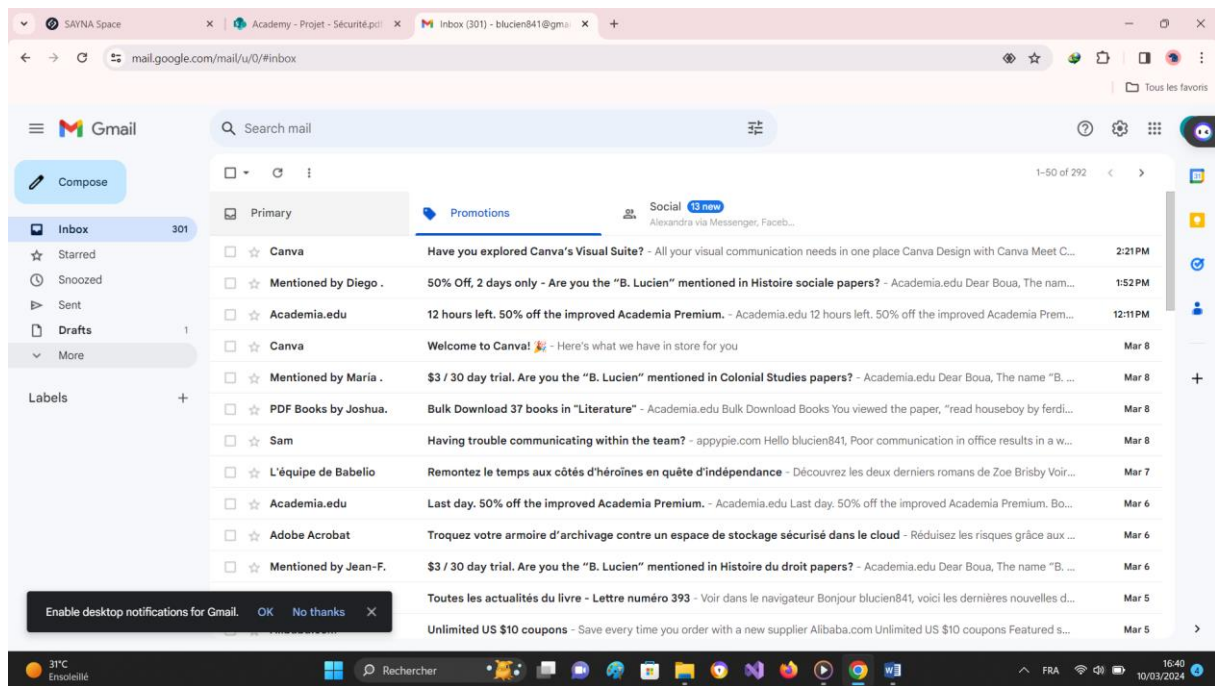 SAYNA Space
Academy - Projet - Sécurité.pdf
Inbox (301) - blucien841@gmai
mail.google.com/mail/u/0/#inbox
Tous les favoris
Gmail
Search mail
Compose
1–50 of 292
Primary
Promotions
Social 13 new
Alexandra via Messenger, Faceb...
Inbox 301
Starred
Snoozed
Sent
Drafts 1
More
Labels
Canva Have you explored Canva's Visual Suite? - All your visual communication needs in one place Canva Design with Canva Meet C... 2:21 PM
Mentioned by Diego . 50% Off, 2 days only - Are you the “B. Lucien” mentioned in Histoire sociale papers? - Academia.edu Dear Boua, The nam... 1:52 PM
Academia.edu 12 hours left. 50% off the improved Academia Premium. - Academia.edu 12 hours left. 50% off the improved Academia Prem... 12:11 PM
Canva Welcome to Canva! 🎉 - Here's what we have in store for you Mar 8
Mentioned by María . $3 / 30 day trial. Are you the “B. Lucien” mentioned in Colonial Studies papers? - Academia.edu Dear Boua, The name “B. ... Mar 8
PDF Books by Joshua. Bulk Download 37 books in "Literature" - Academia.edu Bulk Download Books You viewed the paper, “read houseboy by ferdi... Mar 8
Sam Having trouble communicating within the team? - appypie.com Hello blucien841, Poor communication in office results in a w... Mar 8
L'équipe de Babelio Remontez le temps aux côtés d'héroïnes en quête d'indépendance - Découvrez les deux derniers romans de Zoe Brisby Voir... Mar 7
Academia.edu Last day. 50% off the improved Academia Premium. - Academia.edu Last day. 50% off the improved Academia Premium. Bo... Mar 6
Adobe Acrobat Troquez votre armoire d'archivage contre un espace de stockage sécurisé dans le cloud - Réduisez les risques grâce aux ... Mar 6
Mentioned by Jean-F. $3 / 30 day trial. Are you the “B. Lucien” mentioned in Histoire du droit papers? - Academia.edu Dear Boua, The name “B. ... Mar 6
Toutes les actualités du livre - Lettre numéro 393 - Voir dans le navigateur Bonjour blucien841, voici les dernières nouvelles d... Mar 5
Unlimited US $10 coupons - Save every time you order with a new supplier Alibaba.com Unlimited US $10 coupons Featured s... Mar 5
Enable desktop notifications for Gmail. OK No thanks
31°C
Ensoleillé
Rechercher
FRA
16:40
10/03/2024
4